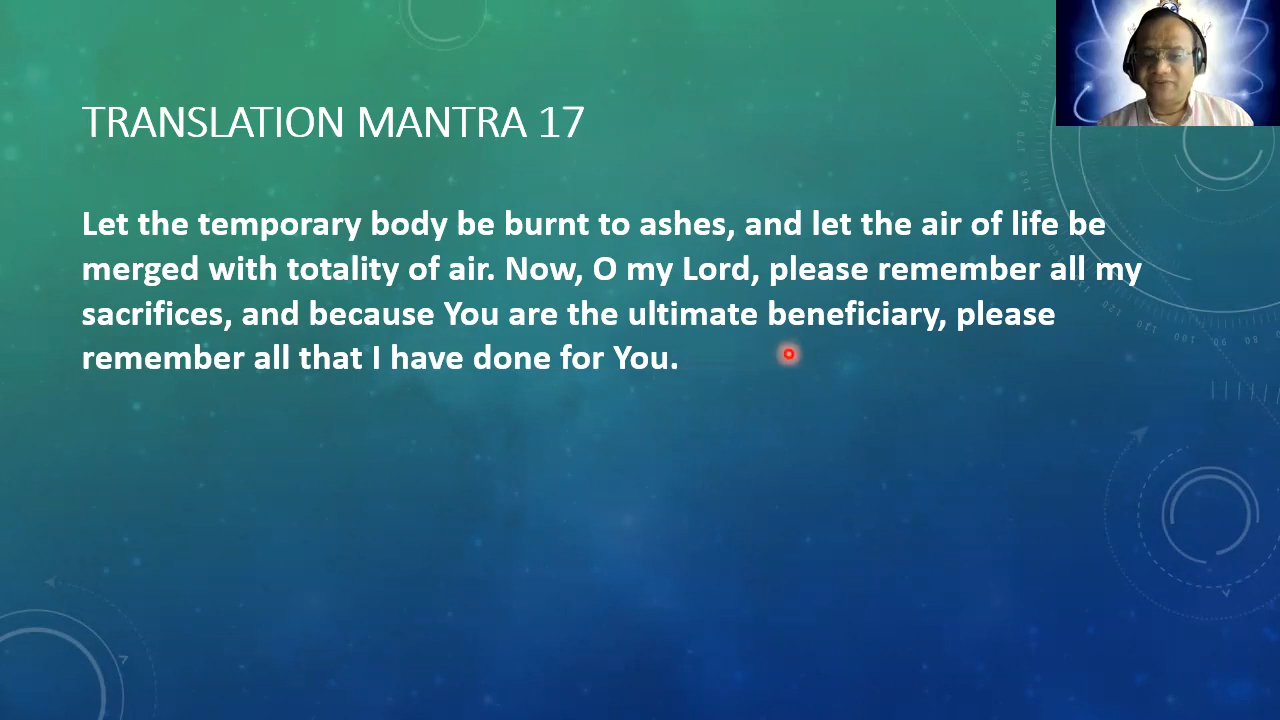 TRANSLATION MANTRA 17
Let the temporary body be burnt to ashes, and let the air of life be
merged with totality of air. Now, O my Lord, please remember all my
sacrifices, and because You are the ultimate beneficiary, please
remember all that I have done for You.